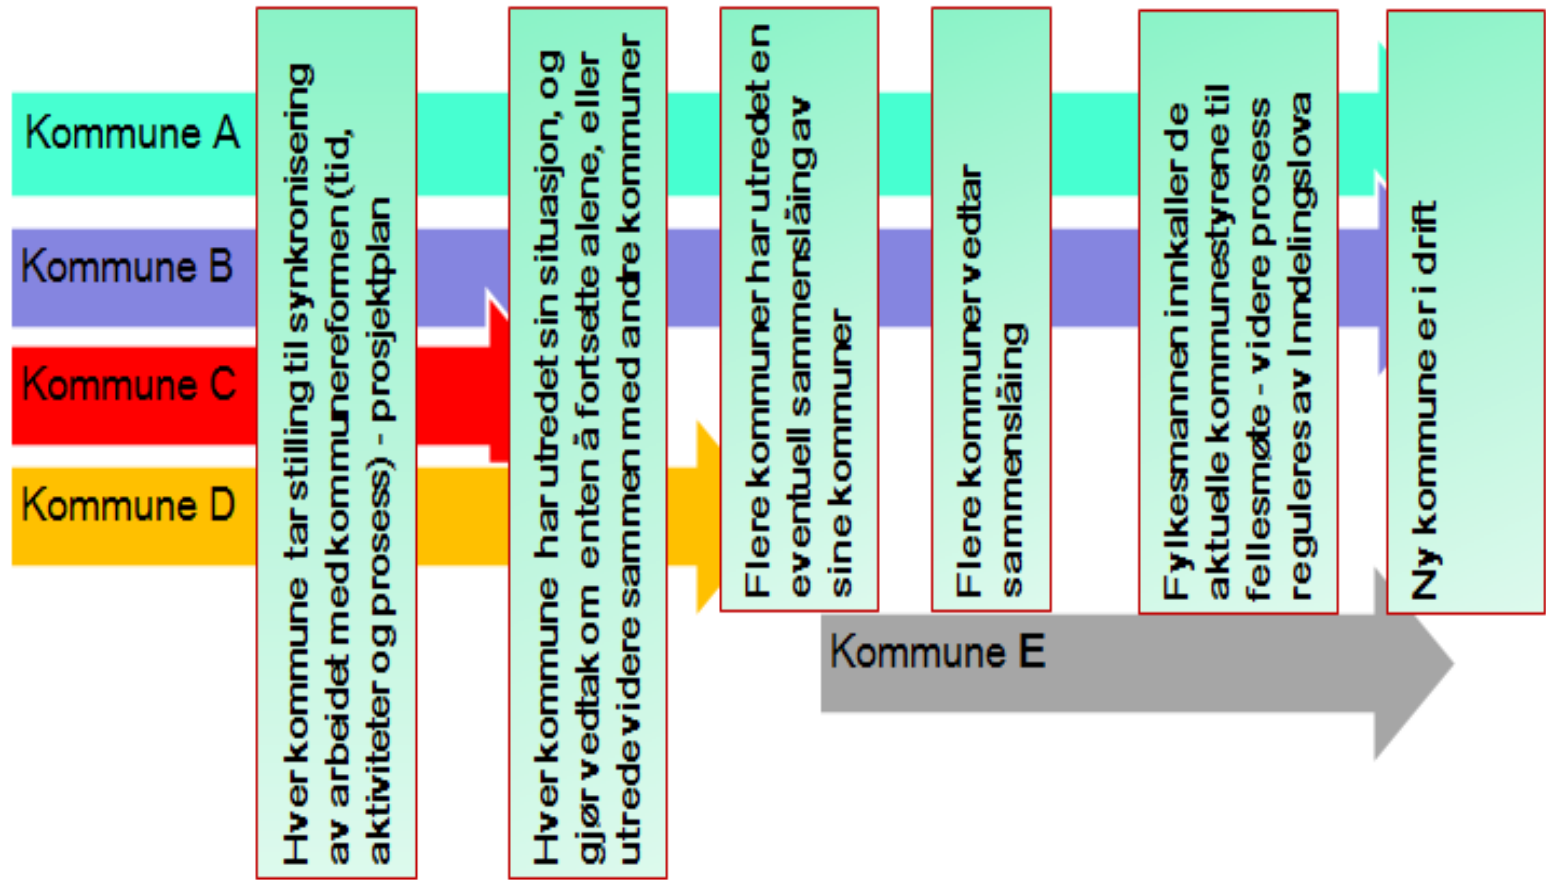 Kommune A
Kommune B
Kommune C
Kommune D
Kommune E
Hver kommune tar stilling til synkronisering
av arbeidet med kommunereformen (tid,
aktiviteter og prosess) - prosjektplan
Hver kommune har utredet sin situasjon, og
gjør vedtak om enten å fortsette alene, eller
utrede videre sammen med andre kommuner
Flere kommuner har utredet en
eventuell sammenslåing av
sine kommuner
Flere kommuner vedtar
sammenslåing
Fylkesmannen innkaller de
aktuelle kommunestyrene til
fellesmøte - videre prosess
reguleres av Inndelingslova
Ny kommune er i drift